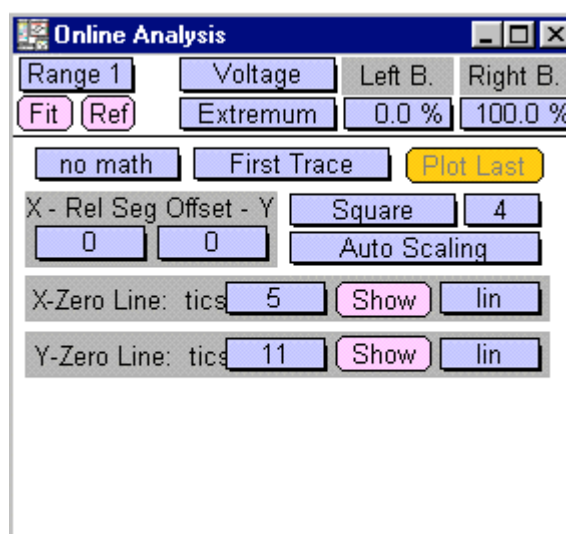 Online Analysis
Range 1 Voltage Left B. Right B.
Fit Ref Extremum 0.0 % 100.0 %
no math First Trace Plot Last
X - Rel Seg Offset - Y Square 4
0 0 Auto Scaling
X-Zero Line: tics 5 Show lin
Y-Zero Line: tics 11 Show lin